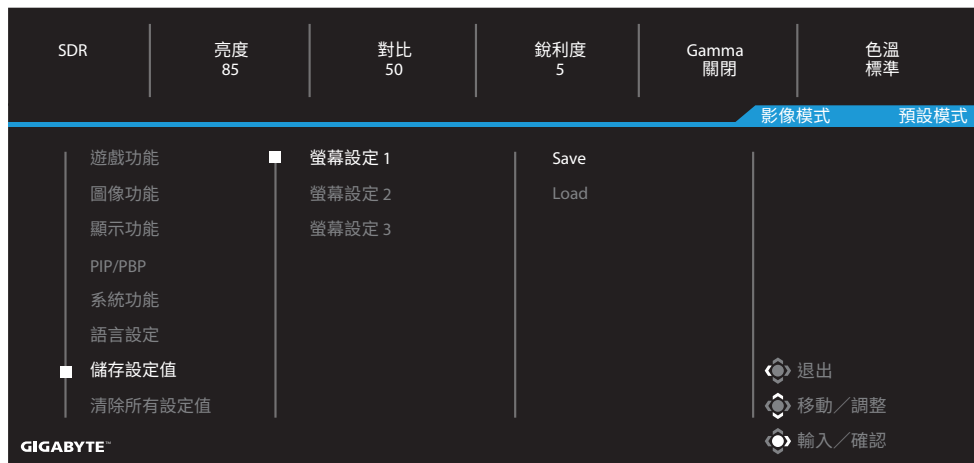 SDR
亮度
85
對比
50
銳利度
5
Gamma
關閉
色溫
標準
影像模式 預設模式
遊戲功能
圖像功能
顯示功能
PIP/PBP
系統功能
語言設定
儲存設定值
清除所有設定值
螢幕設定 1
螢幕設定 2
螢幕設定 3
Save
Load
退出
移動／調整
輸入／確認
GIGABYTE™